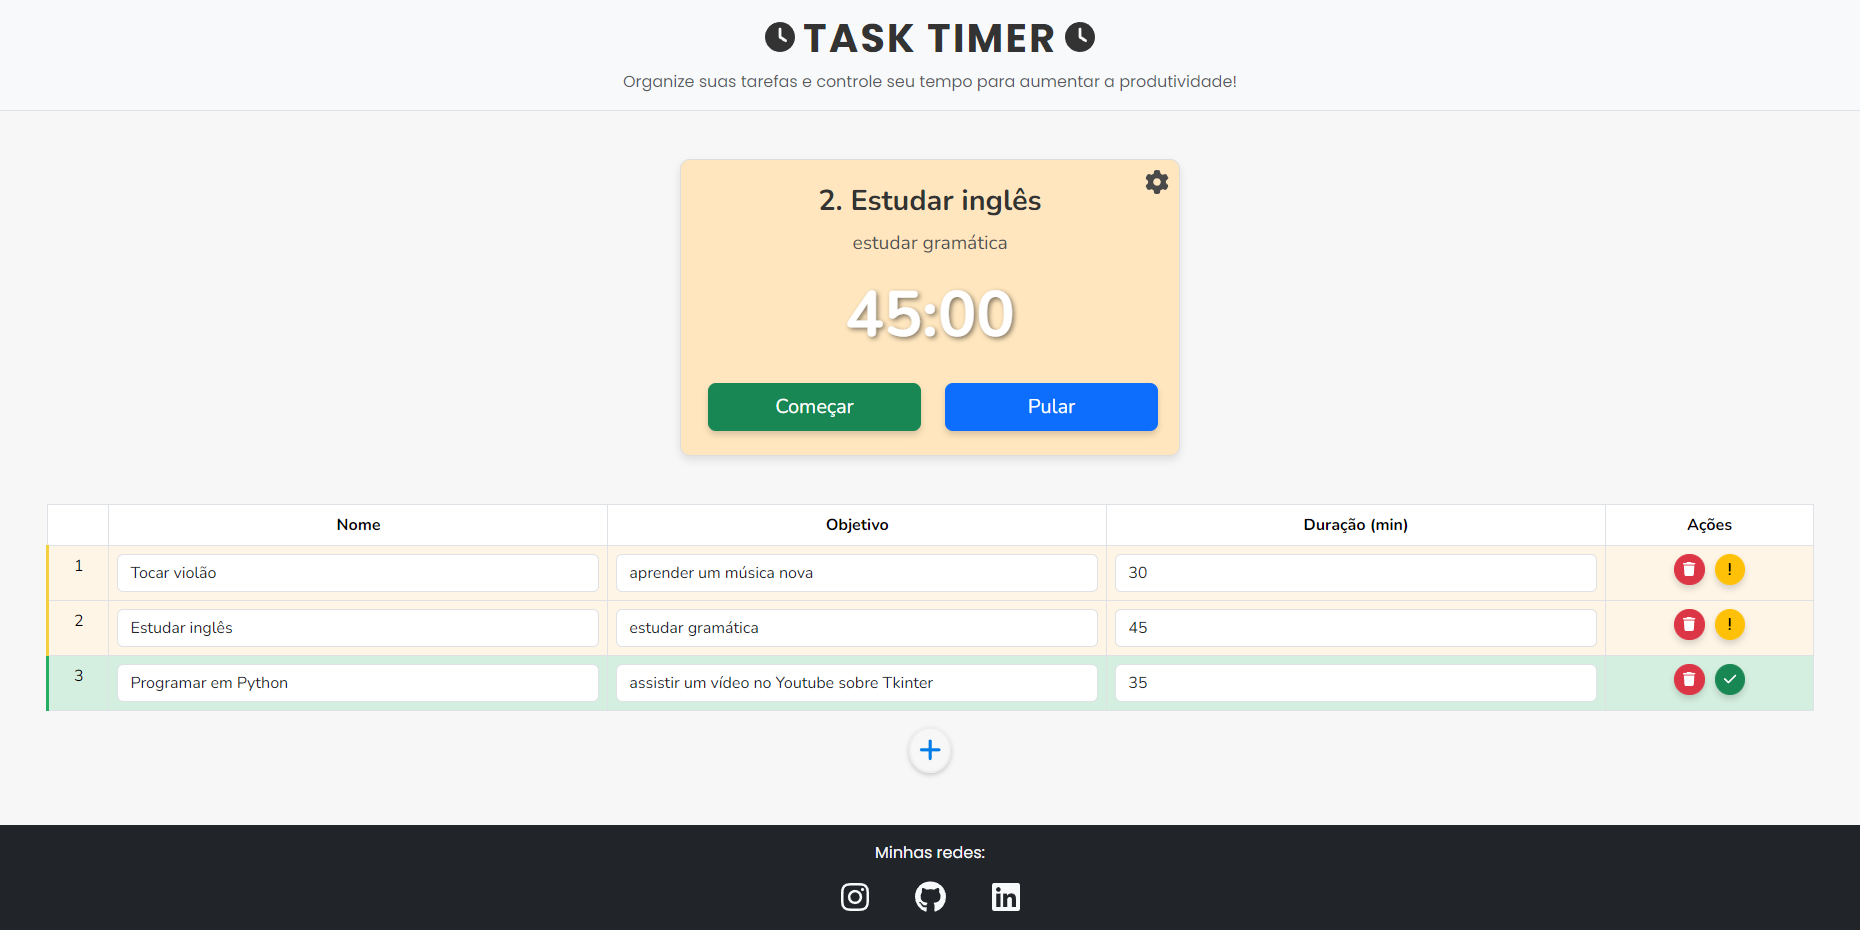 TASK TIMER
Organize suas tarefas e controle seu tempo para aumentar a produtividade!
2. Estudar inglês
estudar gramática
45:00
Começar Pular
Nome Objetivo Duração (min) Ações
1 Tocar violão aprender um música nova 30 !
2 Estudar inglês estudar gramática 45 !
3 Programar em Python assistir um vídeo no Youtube sobre Tkinter 35
Minhas redes: